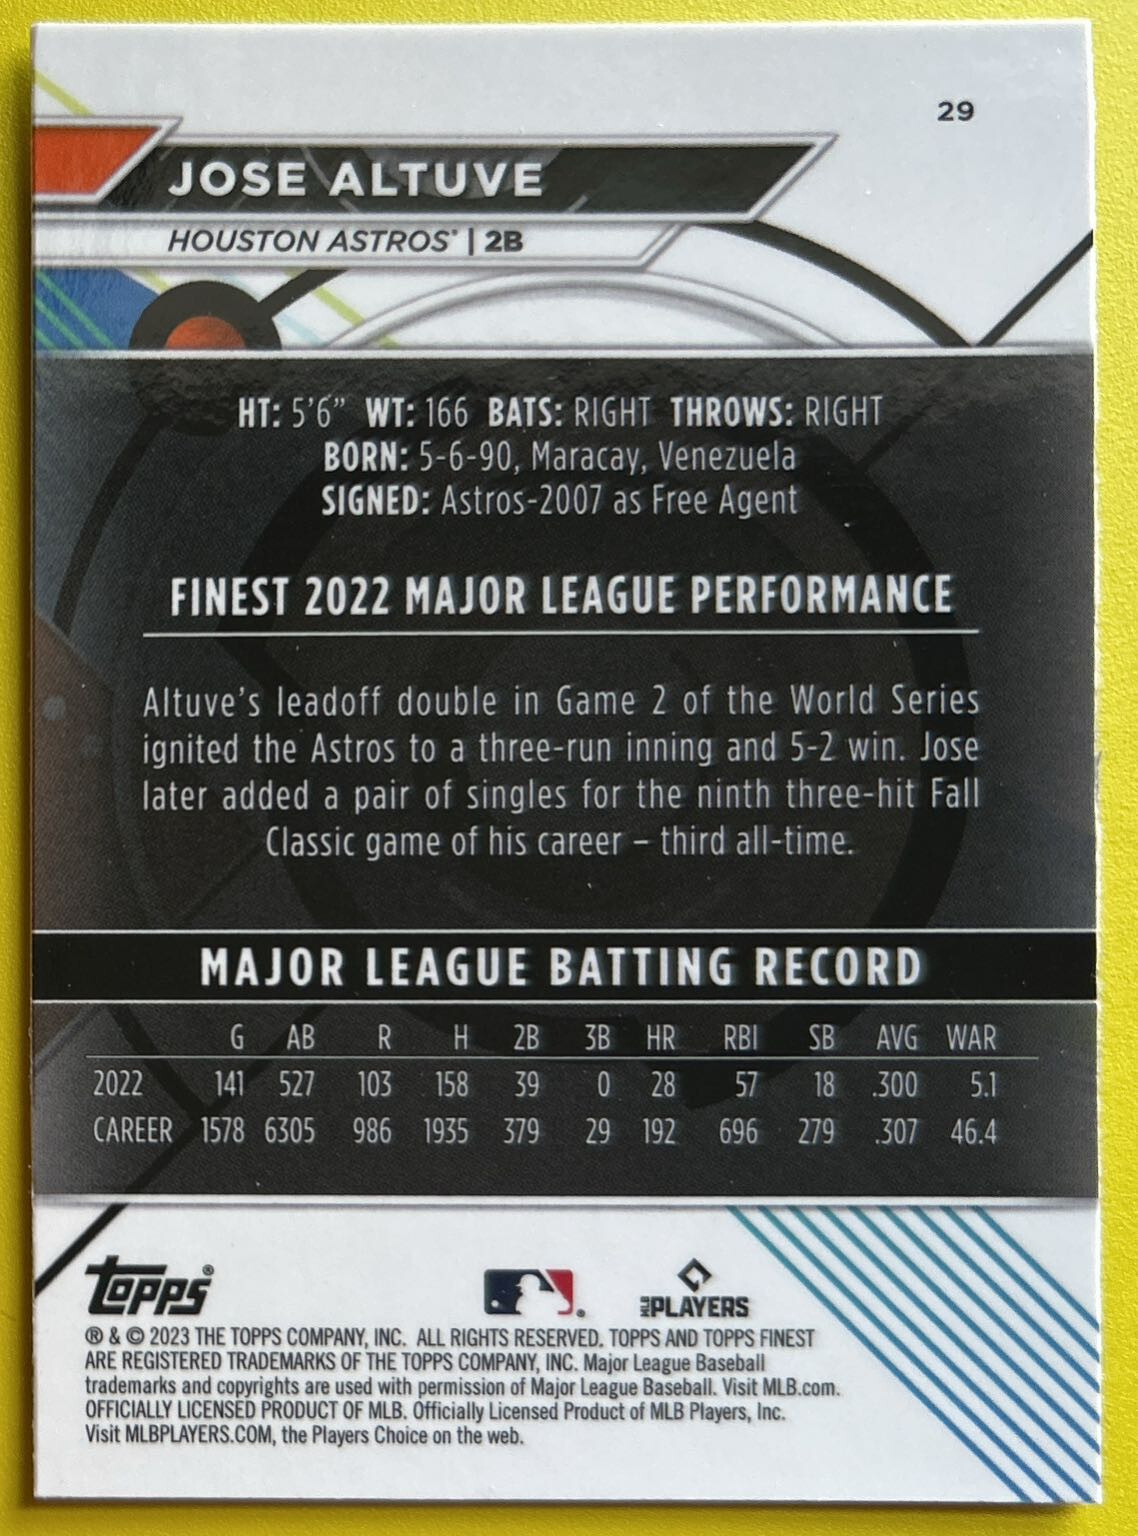 29
JOSE ALTUVE
HOUSTON ASTROS® | 2B
HT: 5'6" WT: 166 BATS: RIGHT THROWS: RIGHT
BORN: 5-6-90, Maracay, Venezuela
SIGNED: Astros-2007 as Free Agent
FINEST 2022 MAJOR LEAGUE PERFORMANCE
Altuve's leadoff double in Game 2 of the World Series
ignited the Astros to a three-run inning and 5-2 win. Jose
later added a pair of singles for the ninth three-hit Fall
Classic game of his career – third all-time.
MAJOR LEAGUE BATTING RECORD
G AB R H 2B 3B HR RBI SB AVG WAR
2022 141 527 103 158 39 0 28 57 18 .300 5.1
CAREER 1578 6305 986 1935 379 29 192 696 279 .307 46.4
topps® ® MLB PLAYERS
® & © 2023 THE TOPPS COMPANY, INC. ALL RIGHTS RESERVED. TOPPS AND TOPPS FINEST
ARE REGISTERED TRADEMARKS OF THE TOPPS COMPANY, INC. Major League Baseball
trademarks and copyrights are used with permission of Major League Baseball. Visit MLB.com.
OFFICIALLY LICENSED PRODUCT OF MLB. Officially Licensed Product of MLB Players, Inc.
Visit MLBPLAYERS.COM, the Players Choice on the web.